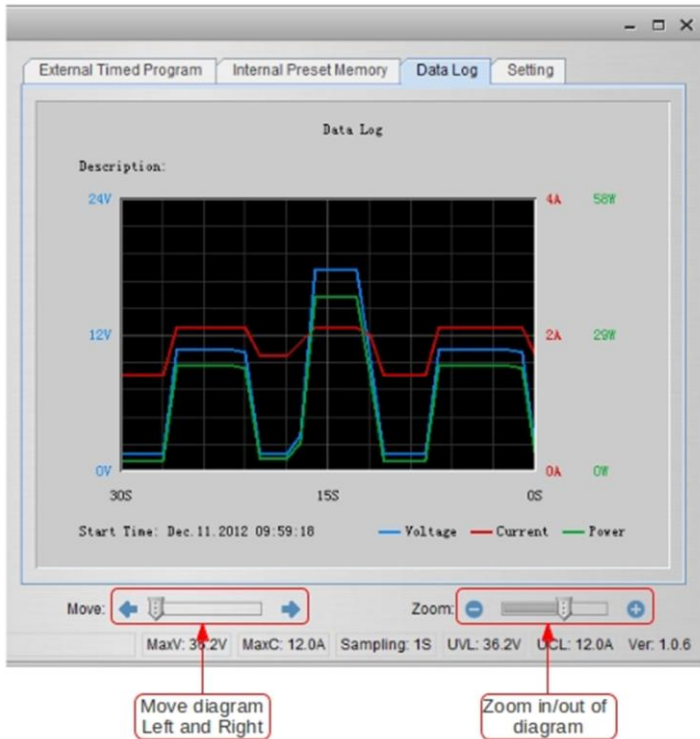 External Timed Program Internal Preset Memory Data Log Setting
Data Log
Description:
24V 4A 58W
12V 2A 29W
0V 0A 0W
30S 15S 0S
Start Time: Dec.11.2012 09:59:18 Voltage Current Power
Move: Zoom:
MaxV: 36.2V MaxC: 12.0A Sampling: 1S UVL: 36.2V UCL: 12.0A Ver: 1.0.6
Move diagram
Left and Right
Zoom in/out of
diagram